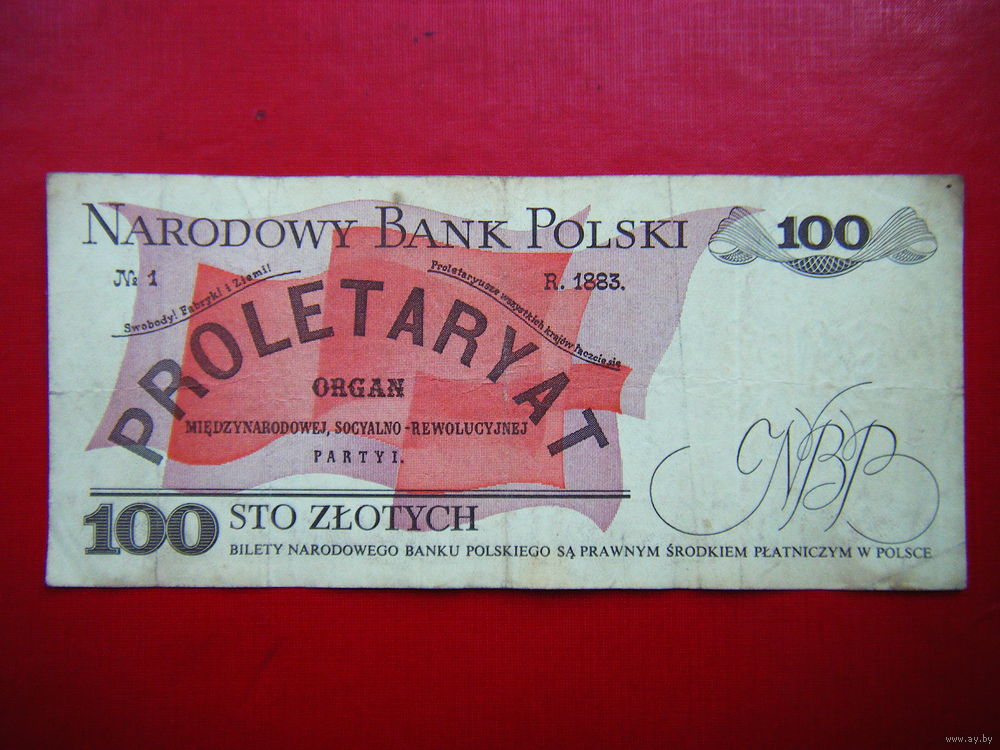 NARODOWY BANK POLSKI
100
№ 1
R. 1883.
Swobody! Fabryk! i Ziemi!
Proletaryusze wszystkich krajów łączcie się
PROLETARYAT
ORGAN
MIĘDZYNARODOWEJ, SOCYALNO-REWOLUCYJNEJ
PARTYI.
NBP
100 STO ZŁOTYCH
BILETY NARODOWEGO BANKU POLSKIEGO SĄ PRAWNYM ŚRODKIEM PŁATNICZYM W POLSCE
www.ay.by